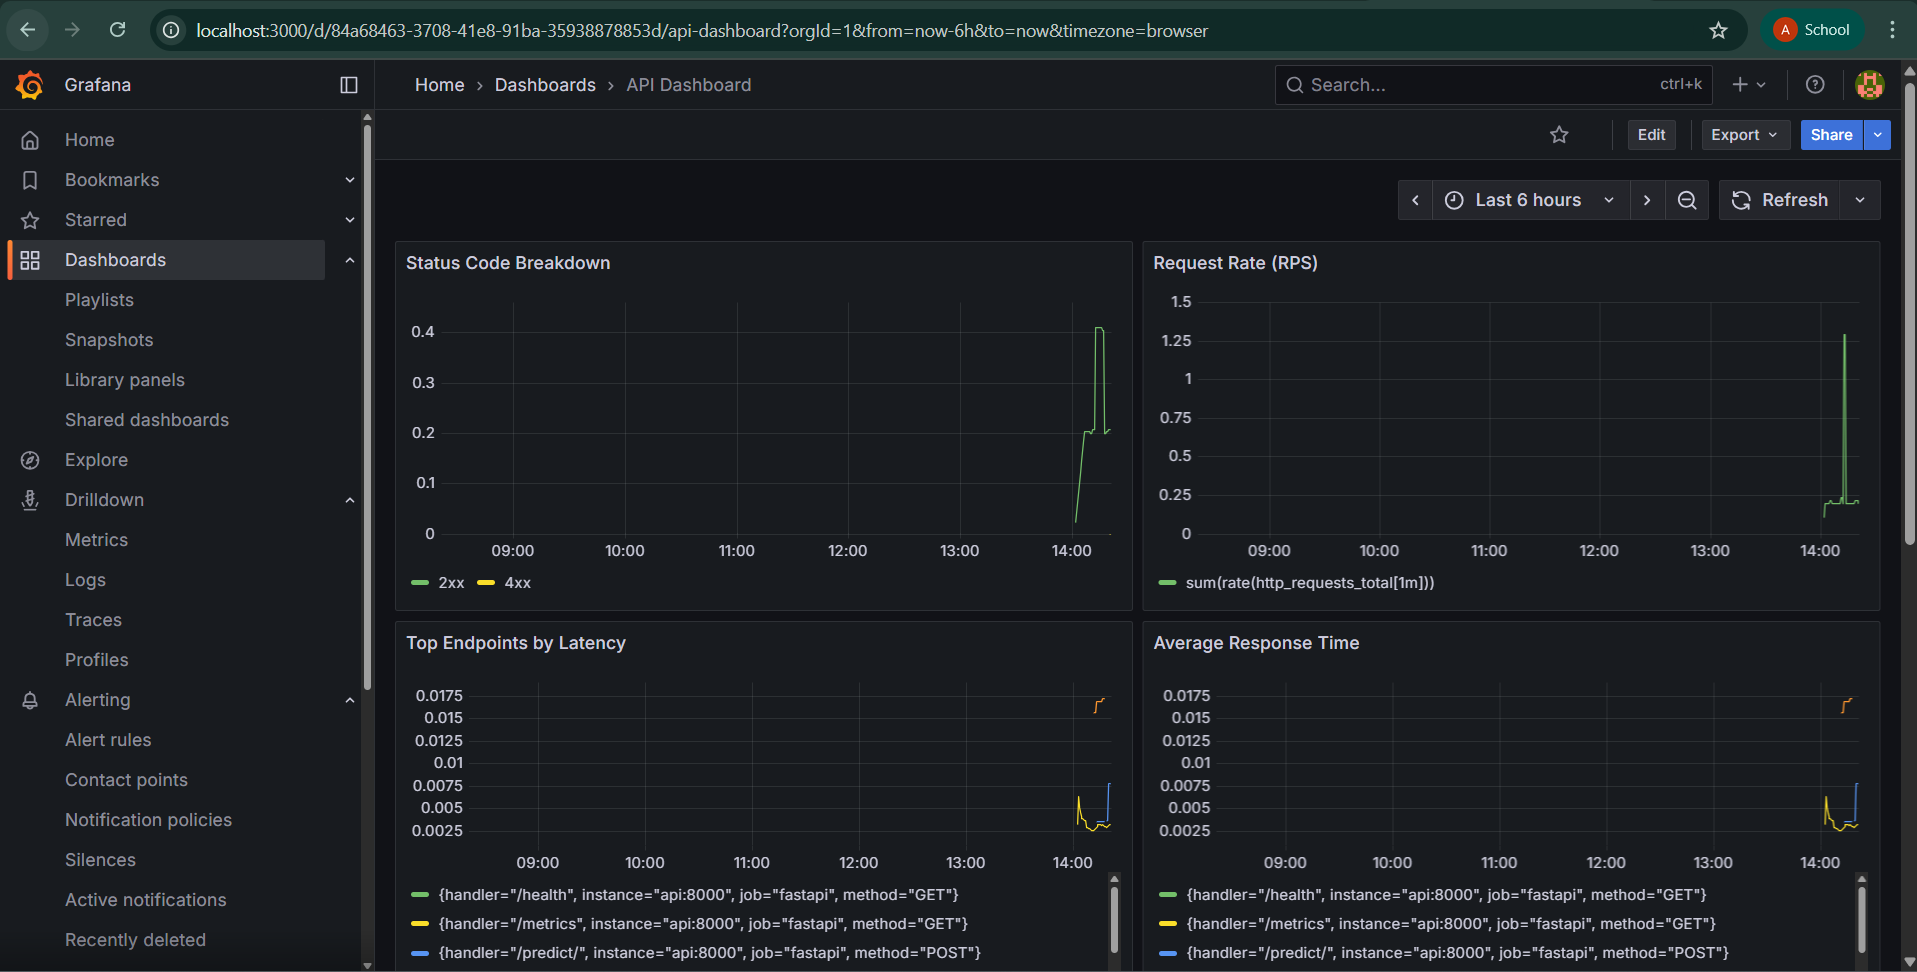 localhost:3000/d/84a68463-3708-41e8-91ba-35938878853d/api-dashboard?orgId=1&from=now-6h&to=now&timezone=browser
A School
Grafana
Home › Dashboards › API Dashboard
Search... ctrl+k
Edit Export Share
Last 6 hours Refresh
Home
Bookmarks
Starred
Dashboards
Playlists
Snapshots
Library panels
Shared dashboards
Explore
Drilldown
Metrics
Logs
Traces
Profiles
Alerting
Alert rules
Contact points
Notification policies
Silences
Active notifications
Recently deleted
Status Code Breakdown
0.4
0.3
0.2
0.1
0
09:00 10:00 11:00 12:00 13:00 14:00
2xx 4xx
Request Rate (RPS)
1.5
1.25
1
0.75
0.5
0.25
0
09:00 10:00 11:00 12:00 13:00 14:00
sum(rate(http_requests_total[1m]))
Top Endpoints by Latency
0.0175
0.015
0.0125
0.01
0.0075
0.005
0.0025
09:00 10:00 11:00 12:00 13:00 14:00
{handler="/health", instance="api:8000", job="fastapi", method="GET"}
{handler="/metrics", instance="api:8000", job="fastapi", method="GET"}
{handler="/predict/", instance="api:8000", job="fastapi", method="POST"}
Average Response Time
0.0175
0.015
0.0125
0.01
0.0075
0.005
0.0025
09:00 10:00 11:00 12:00 13:00 14:00
{handler="/health", instance="api:8000", job="fastapi", method="GET"}
{handler="/metrics", instance="api:8000", job="fastapi", method="GET"}
{handler="/predict/", instance="api:8000", job="fastapi", method="POST"}